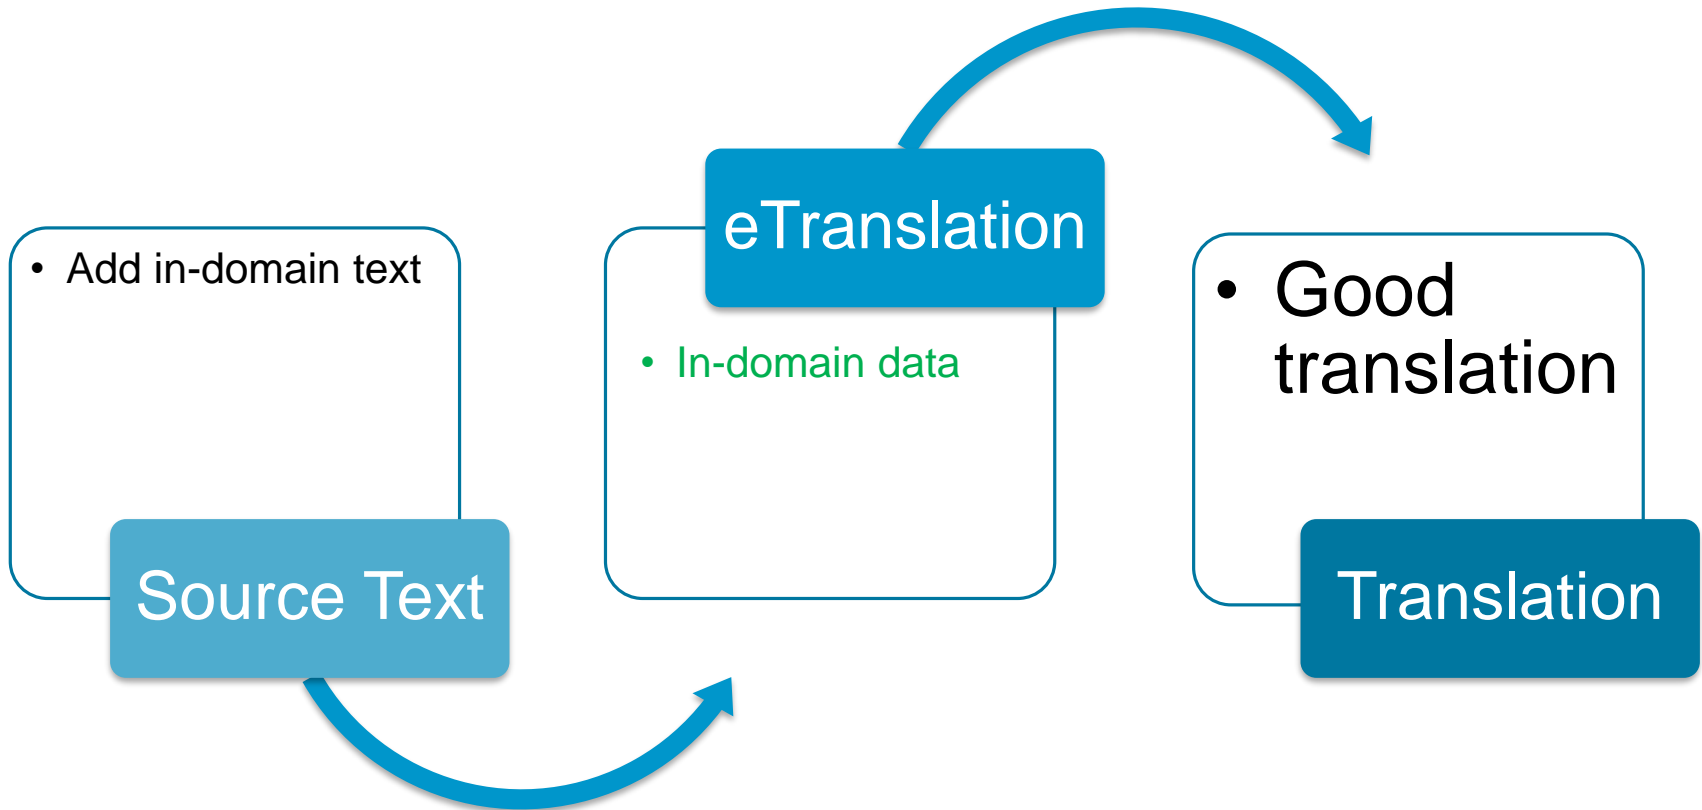 • Add in-domain text
Source Text
eTranslation
• In-domain data
• Good
translation
Translation